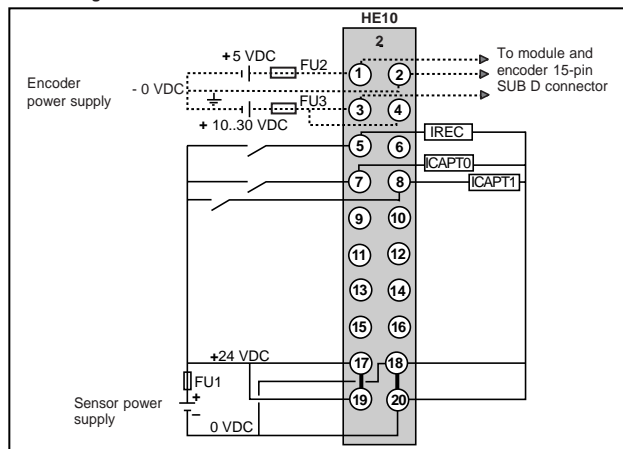 HE10
2
+5 VDC
FU2
1
2
To module and
encoder 15-pin
SUB D connector
Encoder
power supply
- 0 VDC
FU3
3
4
+ 10..30 VDC
5
6
IREC
ICAPT0
7
8
ICAPT1
9
10
11
12
13
14
15
16
+24 VDC
17
18
FU1
+
19
20
Sensor power
supply
–
0 VDC